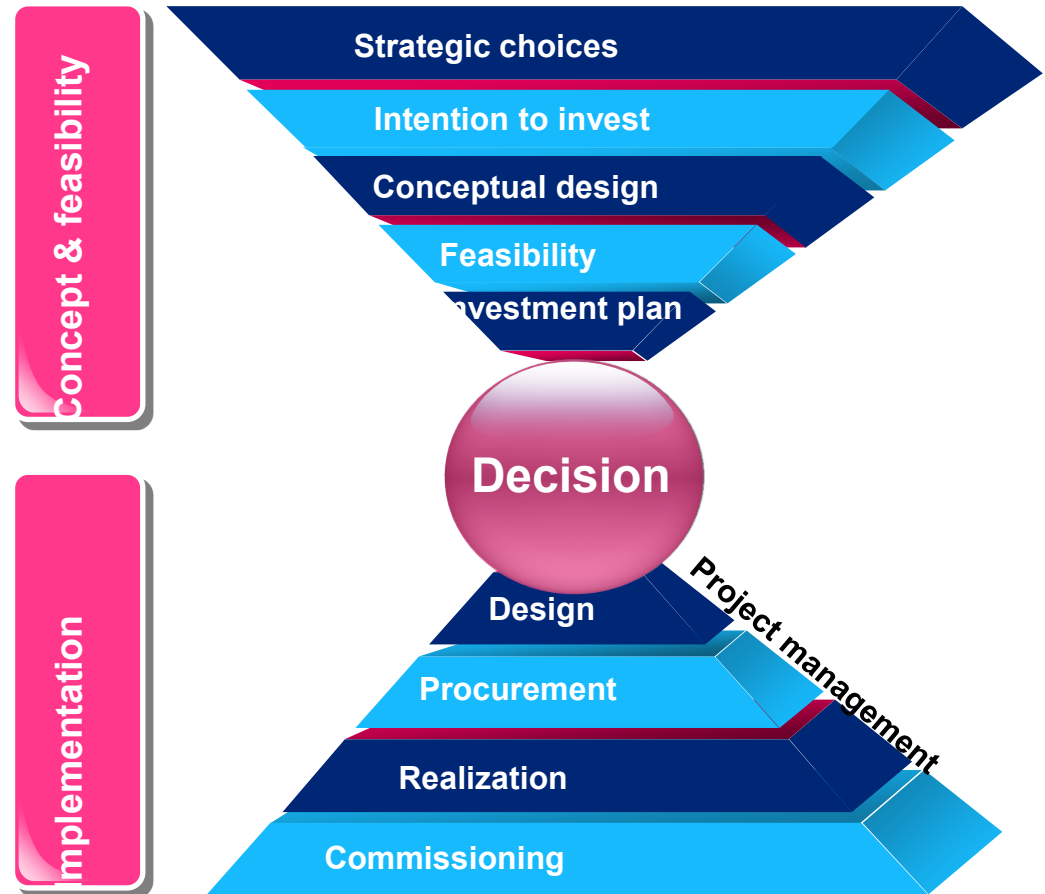 Concept & feasibility
Strategic choices
Intention to invest
Conceptual design
Feasibility
nvestment plan
Decision
Implementation
Design
Project management
Procurement
Realization
Commissioning